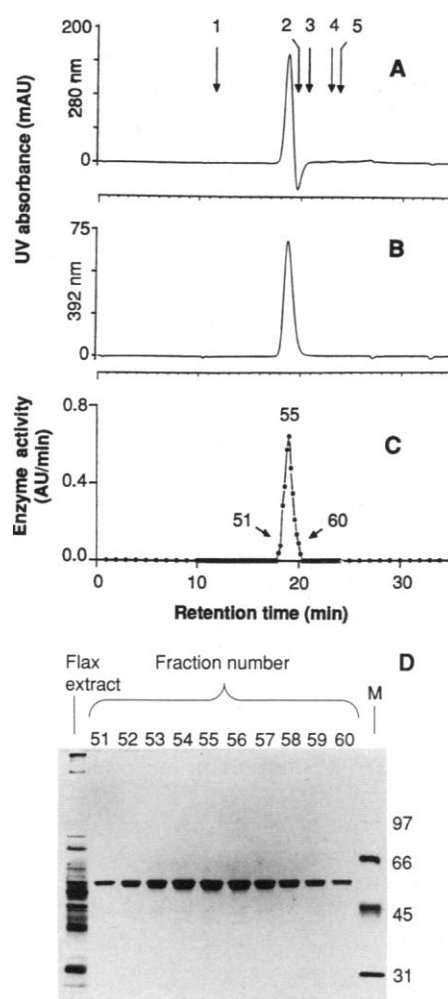 200
1 2 3 4 5
A
280 nm
0
UV absorbance (mAU)
75
B
392 nm
0
0.8
55
C
Enzyme activity
(AU/min)
0.4
51 60
0.0
0 10 20 30
Retention time (min)
D
Flax
extract
Fraction number
M
51 52 53 54 55 56 57 58 59 60
97
66
45
31